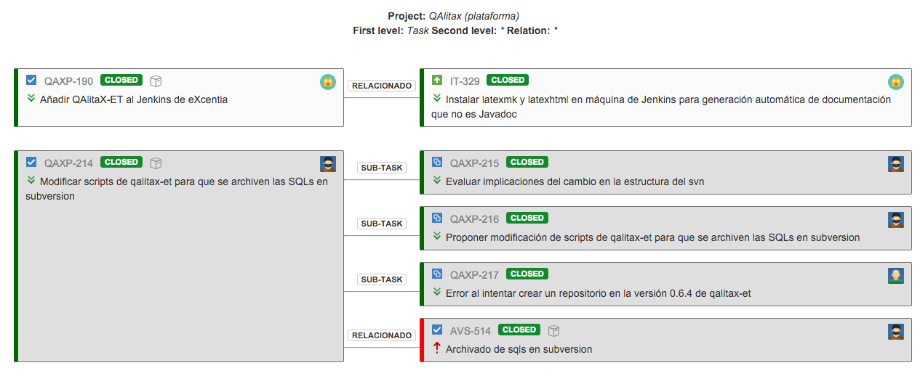 Project: QAlitax (plataforma)
First level: Task Second level: * Relation: *
QAXP-190 CLOSED
Añadir QAlitaX-ET al Jenkins de eXcentia
RELACIONADO
IT-329 CLOSED
Instalar latexmk y latexhtml en máquina de Jenkins para generación automática de documentación
que no es Javadoc
QAXP-214 CLOSED
Modificar scripts de qalitax-et para que se archiven las SQLs en
subversion
SUB-TASK
QAXP-215 CLOSED
Evaluar implicaciones del cambio en la estructura del svn
SUB-TASK
QAXP-216 CLOSED
Proponer modificación de scripts de qalitax-et para que se archiven las SQLs en subversion
SUB-TASK
QAXP-217 CLOSED
Error al intentar crear un repositorio en la versión 0.6.4 de qalitax-et
RELACIONADO
AVS-514 CLOSED
Archivado de sqls en subversion